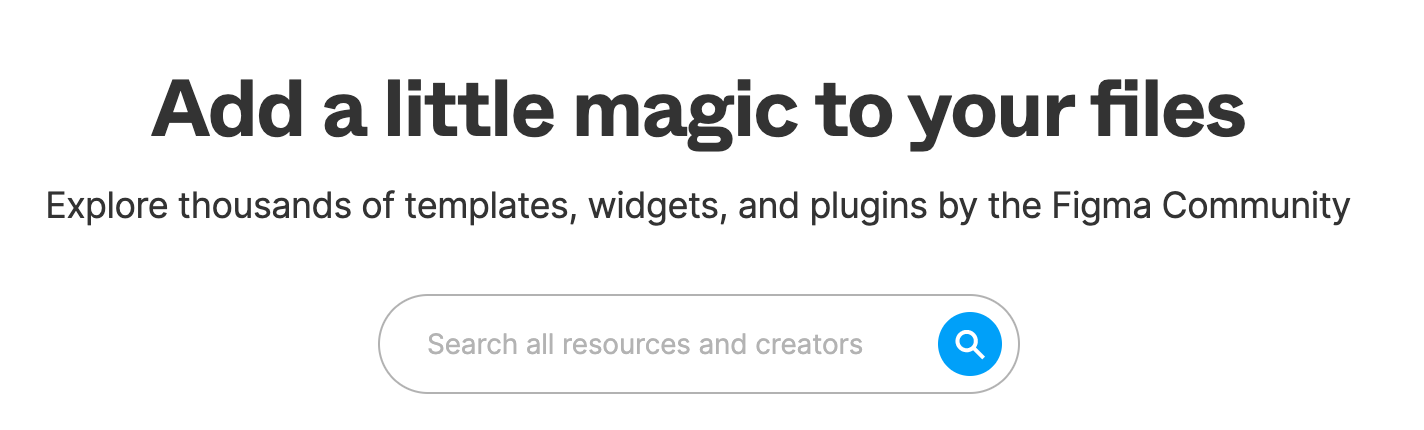 Add a little magic to your files
Explore thousands of templates, widgets, and plugins by the Figma Community
Search all resources and creators